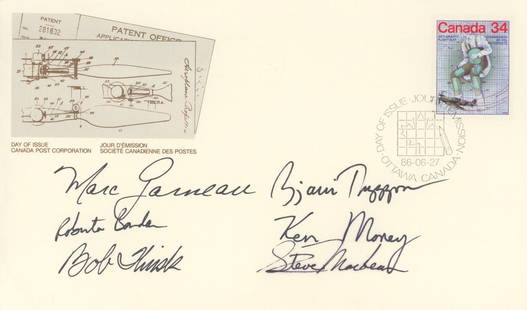 PATENT
281832
PATENT OFFICE
Canada 34
DAY OF ISSUE JOUR D'ÉMISSION
CANADA POST CORPORATION SOCIÉTÉ CANADIENNE DES POSTES
DAY OF ISSUE JOUR D'ÉMISSION
86-06-27
OTTAWA, CANADA
Marc Garneau Bjarni Tryggvason
Roberta Bondar Ken Money
Bob Thirsk Steve MacLean